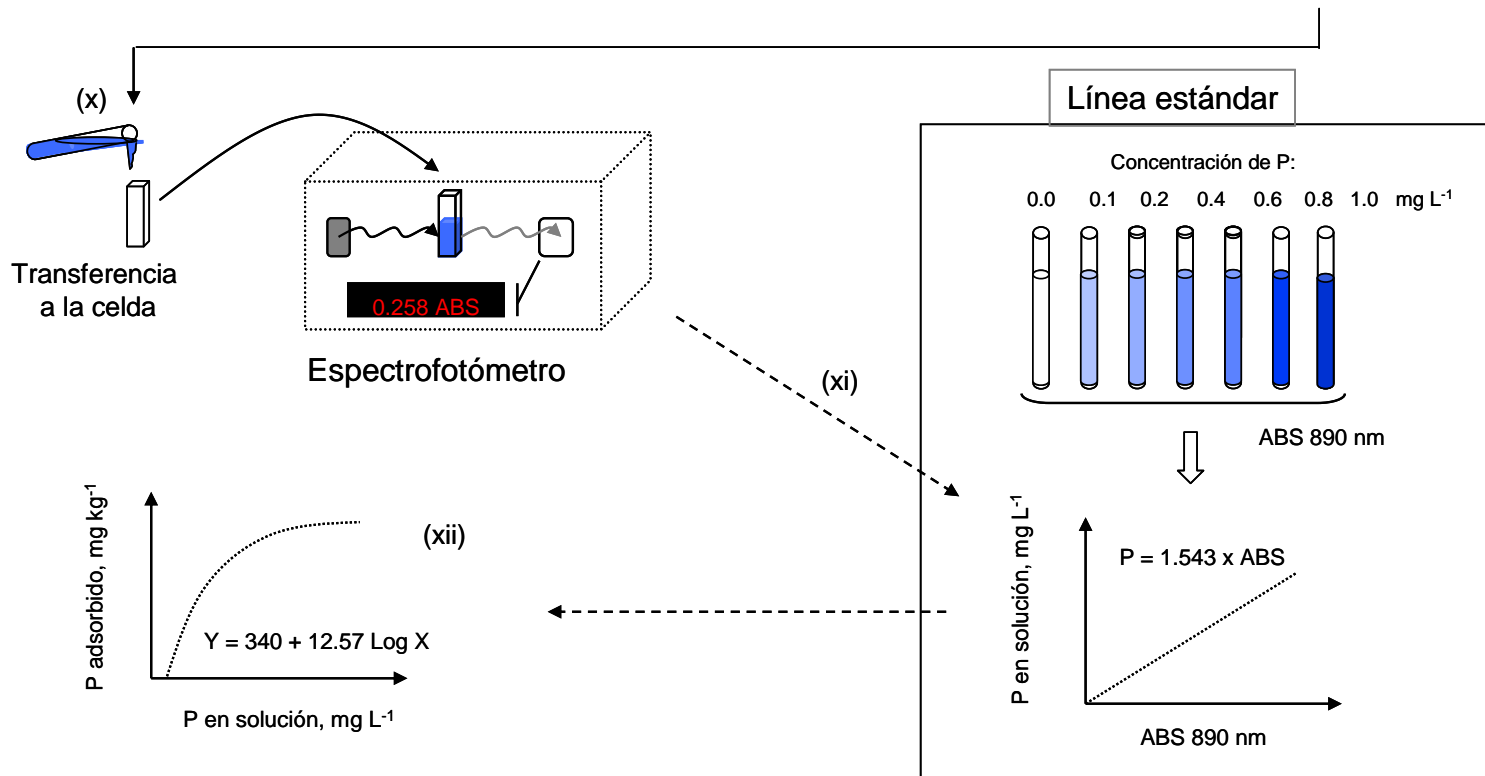 (x)
Transferencia
a la celda
0.258 ABS
Espectrofotómetro
(xi)
Línea estándar
Concentración de P:
0.0 0.1 0.2 0.4 0.6 0.8 1.0 mg L-1
ABS 890 nm
P en solución, mg L-1
P = 1.543 x ABS
ABS 890 nm
P adsorbido, mg kg-1
(xii)
Y = 340 + 12.57 Log X
P en solución, mg L-1